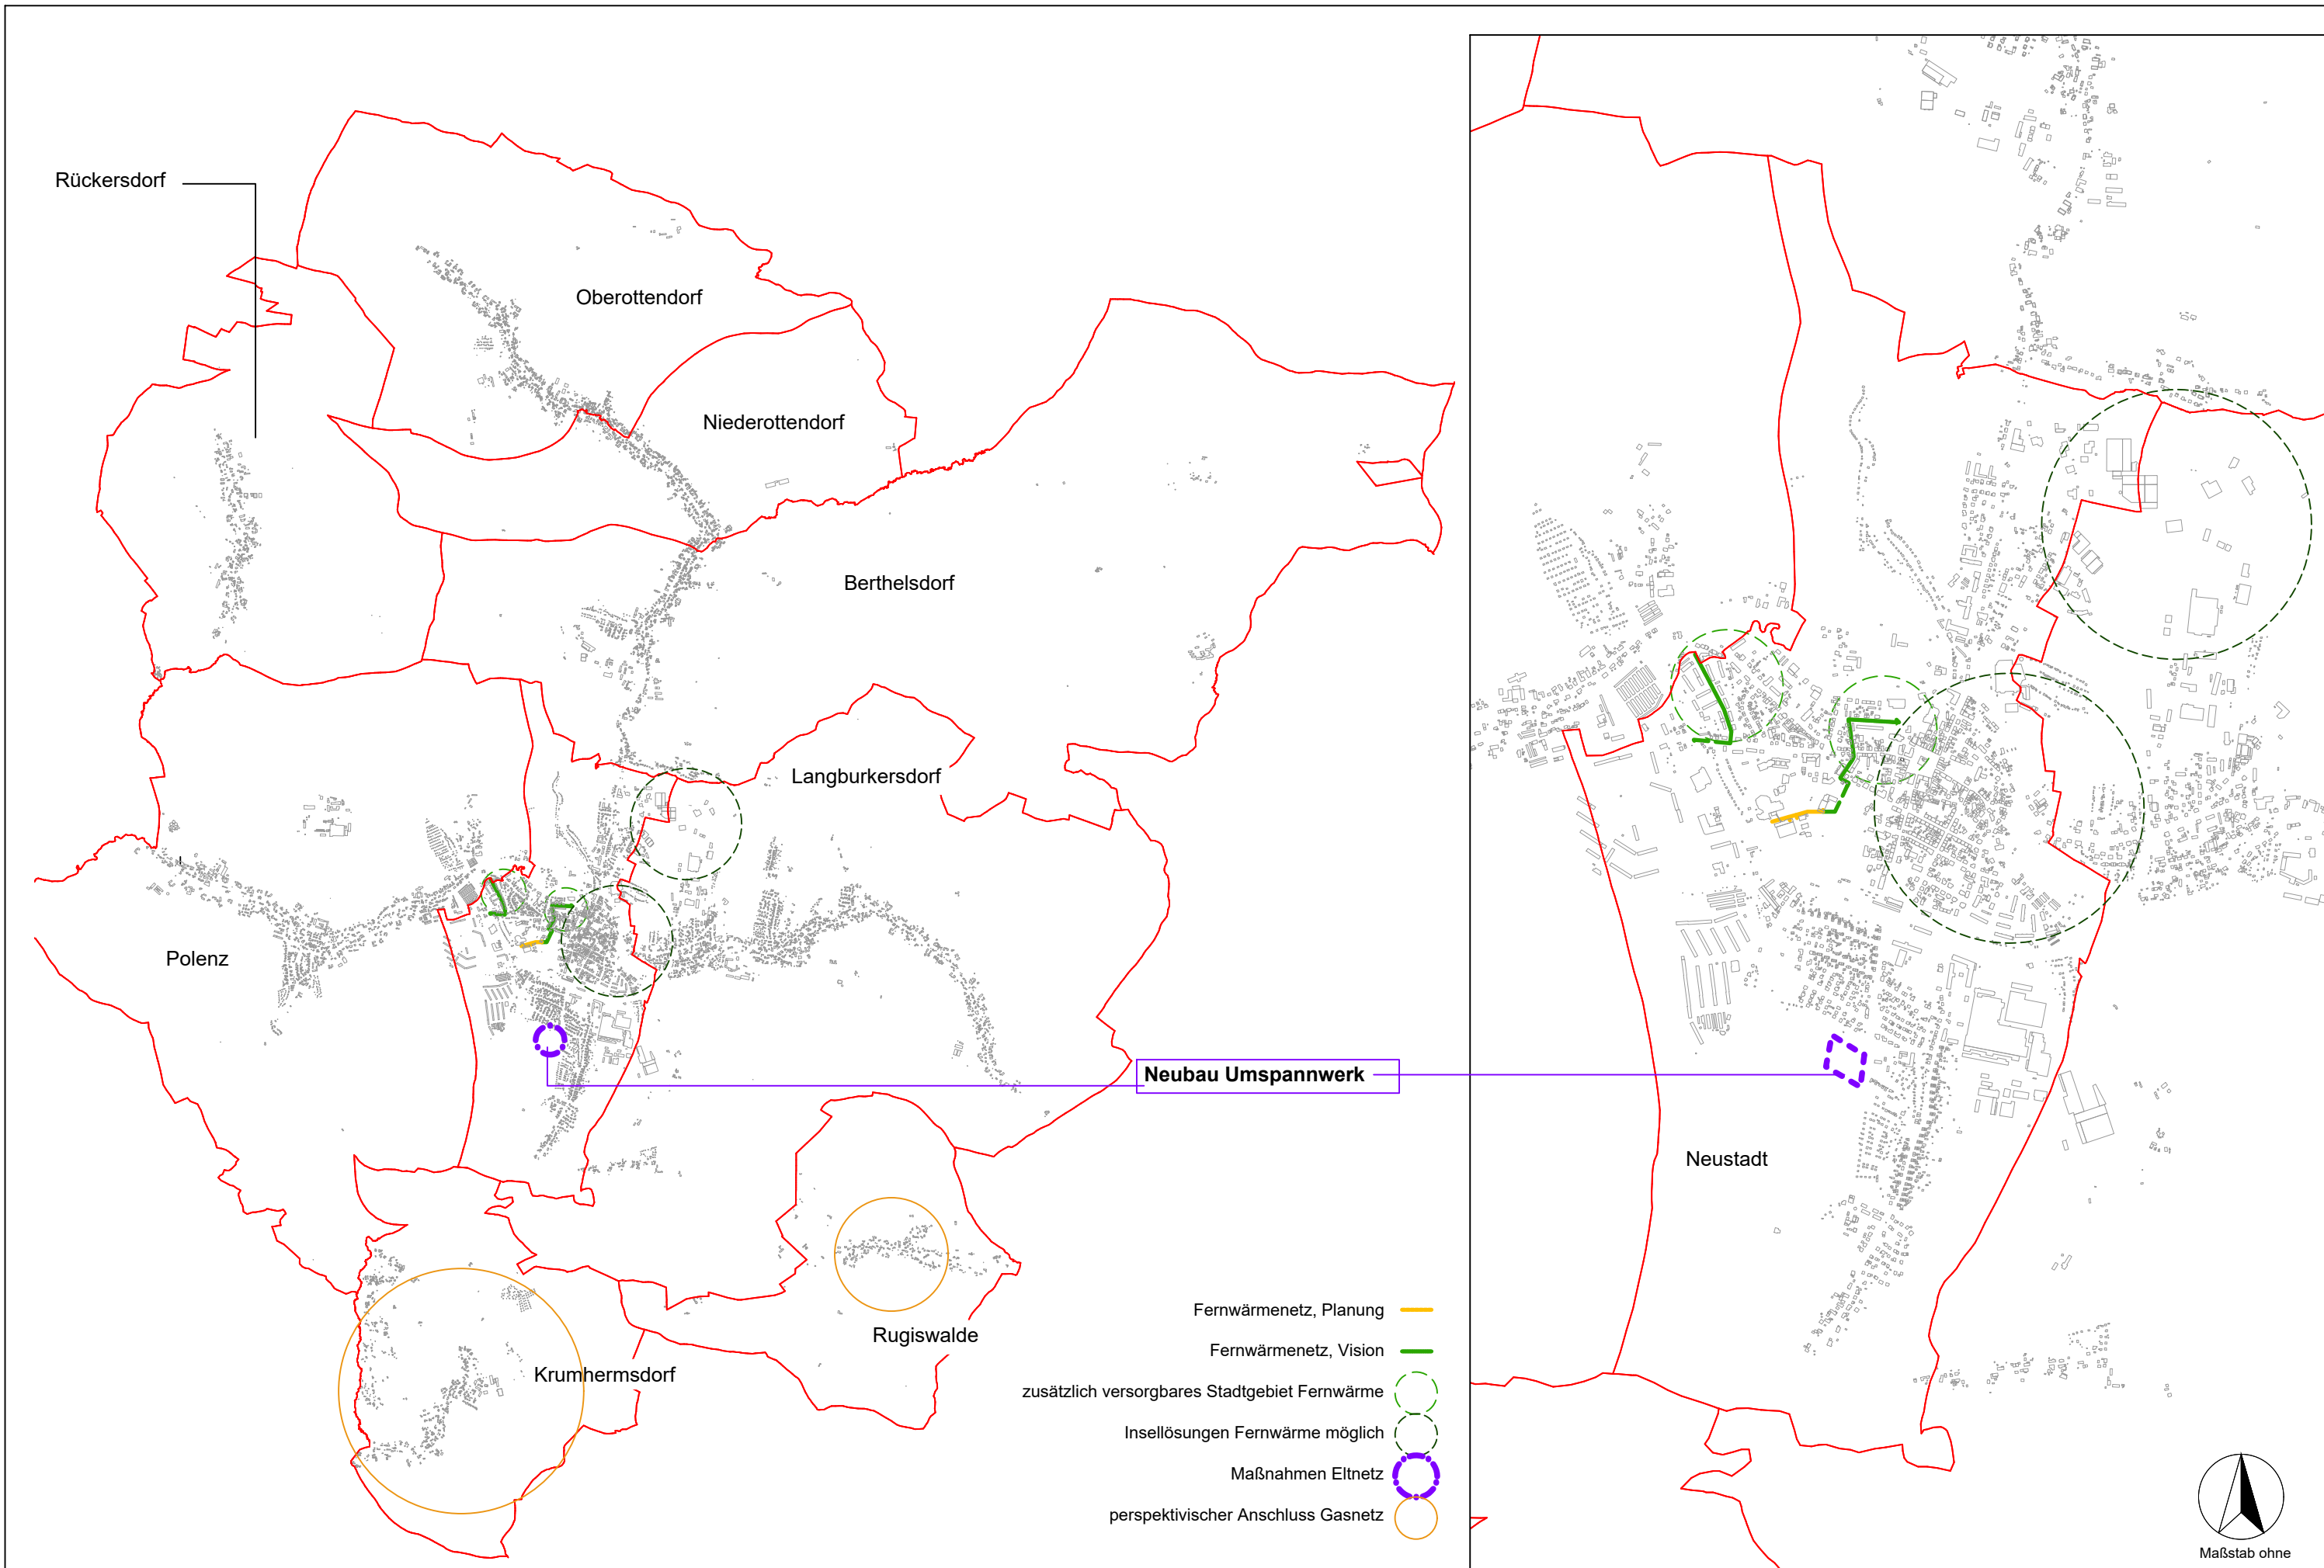 Rückersdorf
Oberottendorf
Niederottendorf
Berthelsdorf
Langburkersdorf
Polenz
Neubau Umspannwerk
Neustadt
Rugiswalde
Krumhermsdorf
Fernwärmenetz, Planung
Fernwärmenetz, Vision
zusätzlich versorgbares Stadtgebiet Fernwärme
Insellösungen Fernwärme möglich
Maßnahmen Eltnetz
perspektivischer Anschluss Gasnetz
Maßstab ohne